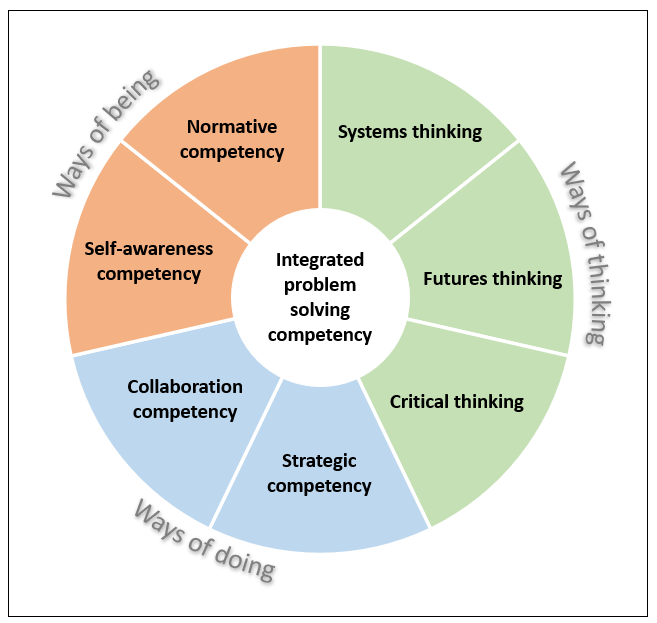 Ways of being
Normative
competency
Systems thinking
Ways of thinking
Self-awareness
competency
Integrated
problem
solving
competency
Futures thinking
Collaboration
competency
Critical thinking
Strategic
competency
Ways of doing